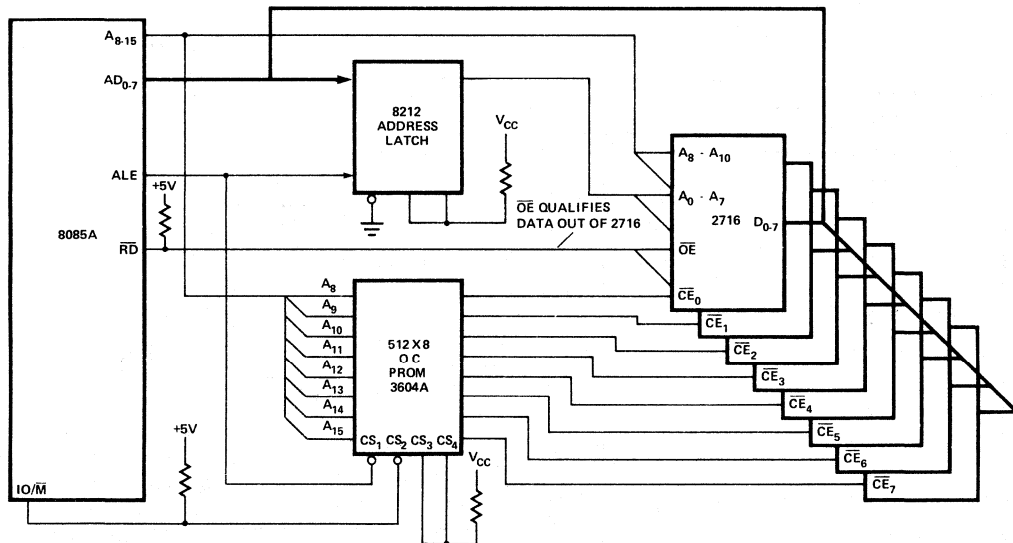 A8-15
AD0-7
ALE
+5V
8085A
RD
IO/M
+5V
8212
ADDRESS
LATCH
VCC
OE QUALIFIES
DATA OUT OF 2716
A8 - A10
A0 - A7
2716
D0-7
OE
CE0
CE1
CE2
CE3
CE4
CE5
CE6
CE7
A8
A9
A10
A11
A12
A13
A14
A15
512 X 8
O C
PROM
3604A
CS1 CS2 CS3 CS4
VCC